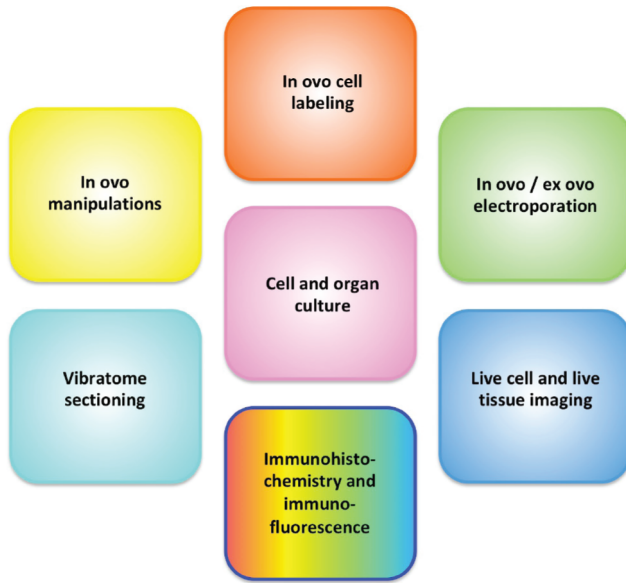 In ovo cell
labeling
In ovo
manipulations
In ovo / ex ovo
electroporation
Cell and organ
culture
Vibratome
sectioning
Live cell and live
tissue imaging
Immunohisto-
chemistry and
immuno-
fluorescence